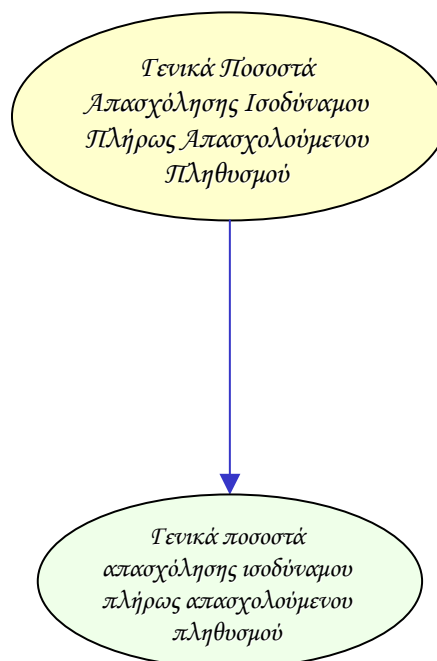 Γενικά Ποσοστά
Απασχόλησης Ισοδύναμου
Πλήρως Απασχολούμενου
Πληθυσμού
Γενικά ποσοστά
απασχόλησης ισοδύναμου
πλήρως απασχολούμενου
πληθυσμού